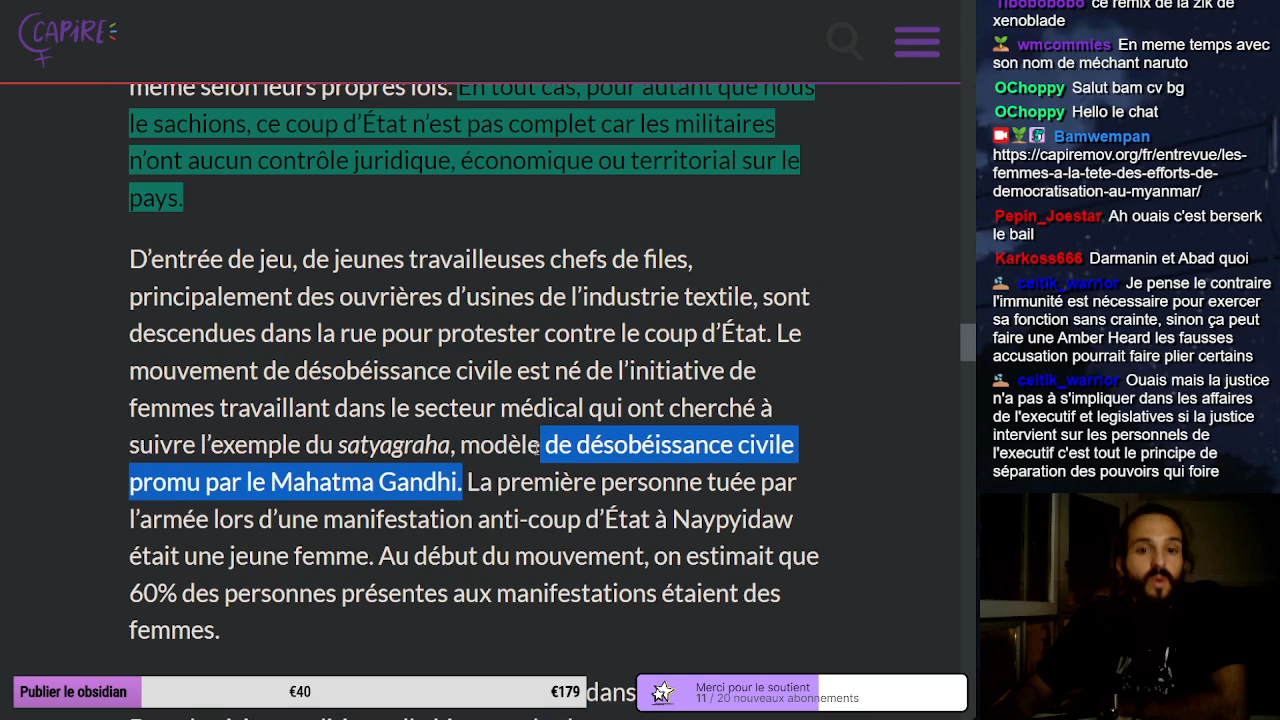 CAPIRE
même selon leurs propres lois. En tout cas, pour autant que nous
le sachions, ce coup d’État n’est pas complet car les militaires
n’ont aucun contrôle juridique, économique ou territorial sur le
pays.
D’entrée de jeu, de jeunes travailleuses chefs de files,
principalement des ouvrières d’usines de l’industrie textile, sont
descendues dans la rue pour protester contre le coup d’État. Le
mouvement de désobéissance civile est né de l’initiative de
femmes travaillant dans le secteur médical qui ont cherché à
suivre l’exemple du satyagraha, modèle de désobéissance civile
promu par le Mahatma Gandhi. La première personne tuée par
l’armée lors d’une manifestation anti-coup d’État à Naypyidaw
était une jeune femme. Au début du mouvement, on estimait que
60% des personnes présentes aux manifestations étaient des
femmes.
dans
Publier le obsidian €40 €179
Merci pour le soutient
11 / 20 nouveaux abonnements
Tibobobobo ce remix de la zik de
xenoblade
wmcommies En meme temps avec
son nom de méchant naruto
OChoppy Salut bam cv bg
OChoppy Hello le chat
Bamwempan
https://capiremov.org/fr/entrevue/les-
femmes-a-la-tete-des-efforts-de-
democratisation-au-myanmar/
Pepin_Joestar Ah ouais c'est berserk
le bail
Karkoss666 Darmanin et Abad quoi
celtik_warrior Je pense le contraire
l'immunité est nécessaire pour exercer
sa fonction sans crainte, sinon ça peut
faire une Amber Heard les fausses
accusation pourrait faire plier certains
celtik_warrior Ouais mais la justice
n'a pas à s'impliquer dans les affaires
de l'executif et legislatives si la justice
intervient sur les personnels de
l'executif c'est tout le principe de
séparation des pouvoirs qui foire